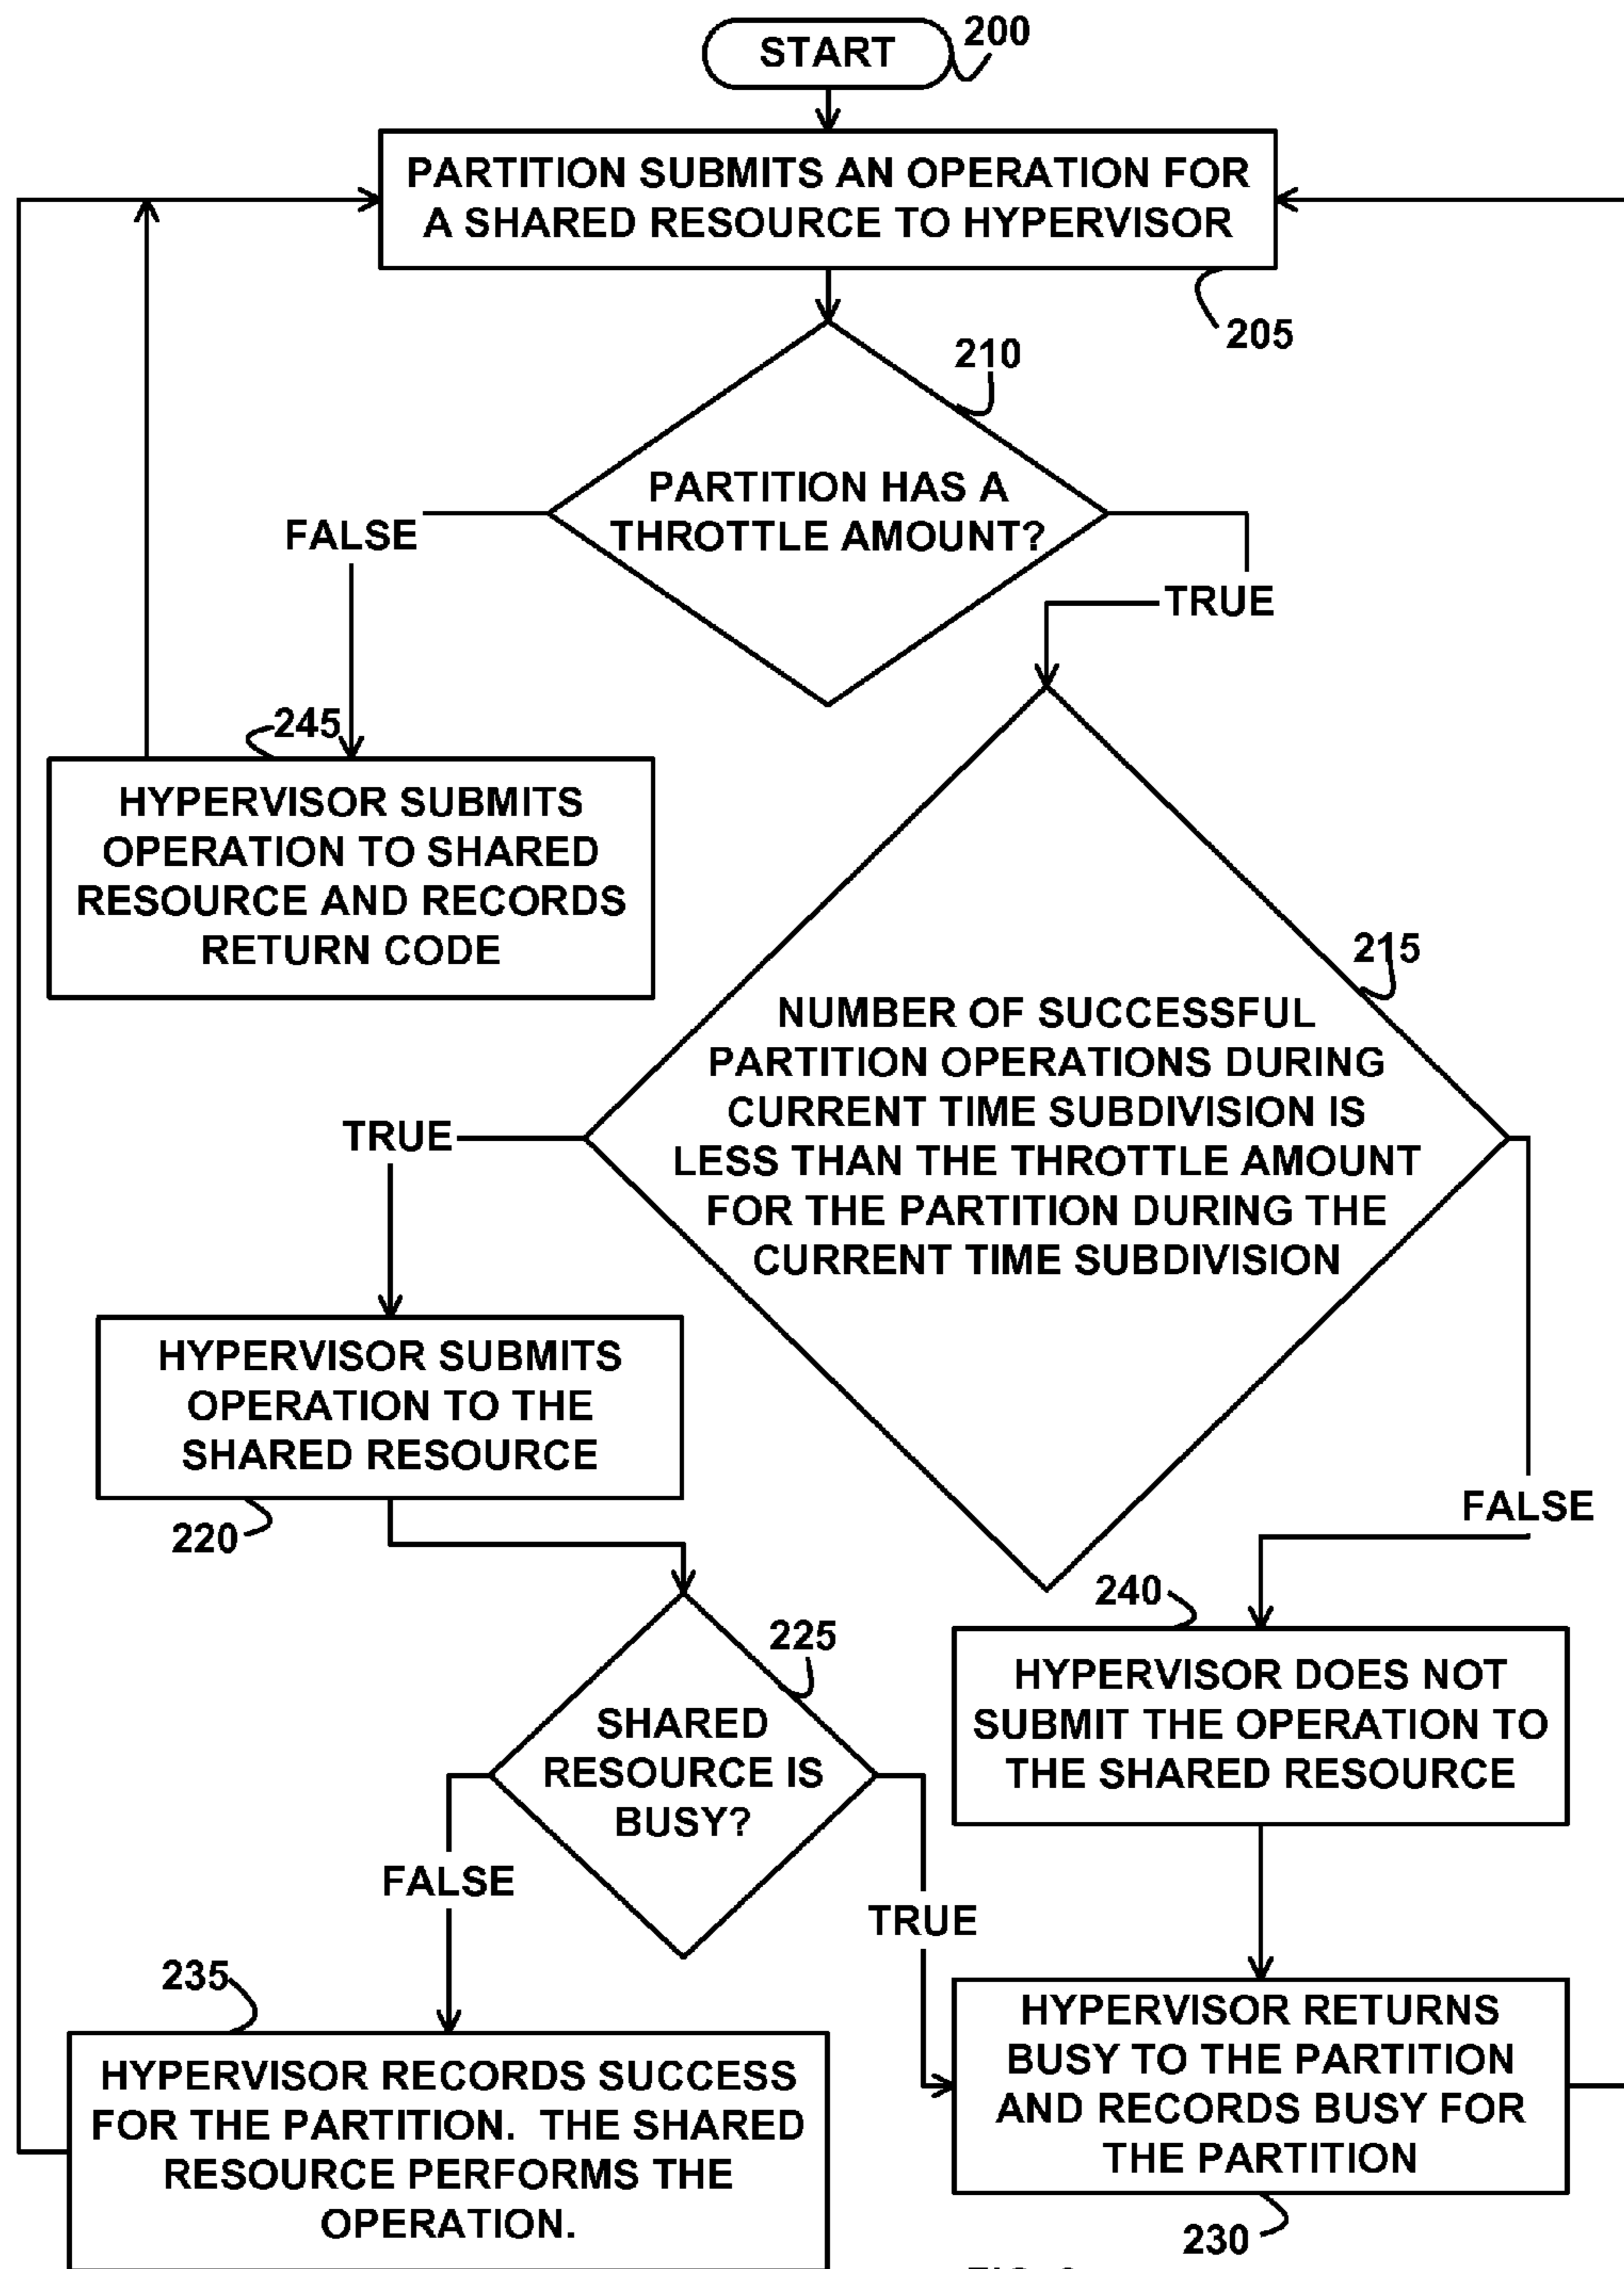 START
200
PARTITION SUBMITS AN OPERATION FOR
A SHARED RESOURCE TO HYPERVISOR
205
210
PARTITION HAS A
THROTTLE AMOUNT?
FALSE
TRUE
245
HYPERVISOR SUBMITS
OPERATION TO SHARED
RESOURCE AND RECORDS
RETURN CODE
215
NUMBER OF SUCCESSFUL
PARTITION OPERATIONS DURING
CURRENT TIME SUBDIVISION IS
LESS THAN THE THROTTLE AMOUNT
FOR THE PARTITION DURING THE
CURRENT TIME SUBDIVISION
TRUE
FALSE
HYPERVISOR SUBMITS
OPERATION TO THE
SHARED RESOURCE
220
225
SHARED
RESOURCE IS
BUSY?
FALSE
TRUE
240
HYPERVISOR DOES NOT
SUBMIT THE OPERATION TO
THE SHARED RESOURCE
235
HYPERVISOR RECORDS SUCCESS
FOR THE PARTITION. THE SHARED
RESOURCE PERFORMS THE
OPERATION.
HYPERVISOR RETURNS
BUSY TO THE PARTITION
AND RECORDS BUSY FOR
THE PARTITION
230